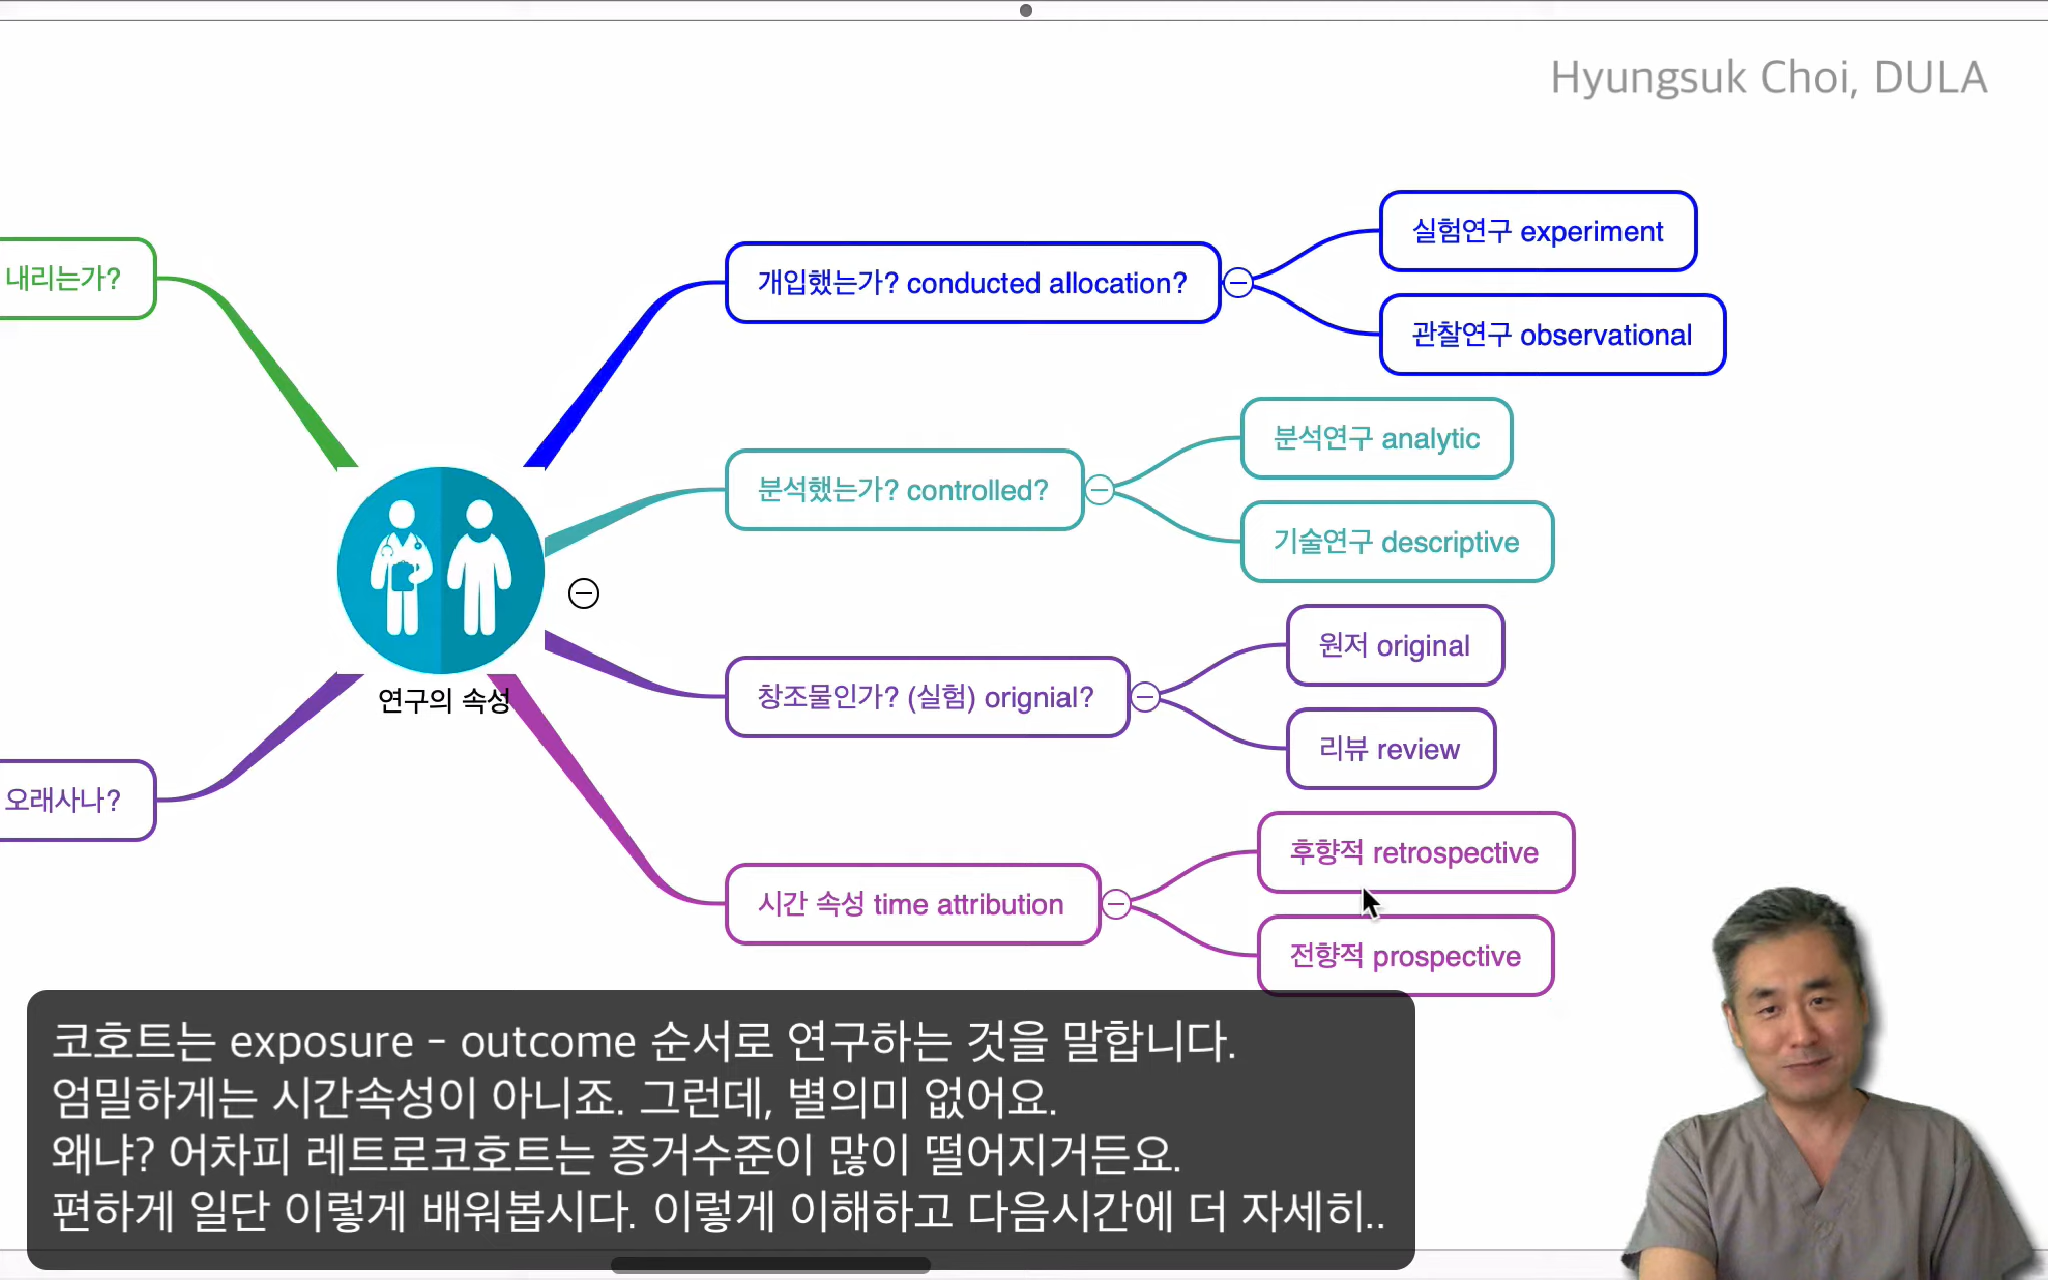 Hyungsuk Choi, DULA
내리는가?
오래사나?
연구의 속성
개입했는가? conducted allocation?
실험연구 experiment
관찰연구 observational
분석했는가? controlled?
분석연구 analytic
기술연구 descriptive
창조물인가? (실험) orignial?
원저 original
리뷰 review
시간 속성 time attribution
후향적 retrospective
전향적 prospective
코호트는 exposure - outcome 순서로 연구하는 것을 말합니다.
엄밀하게는 시간속성이 아니죠. 그런데, 별의미 없어요.
왜냐? 어차피 레트로코호트는 증거수준이 많이 떨어지거든요.
편하게 일단 이렇게 배워봅시다. 이렇게 이해하고 다음시간에 더 자세히..